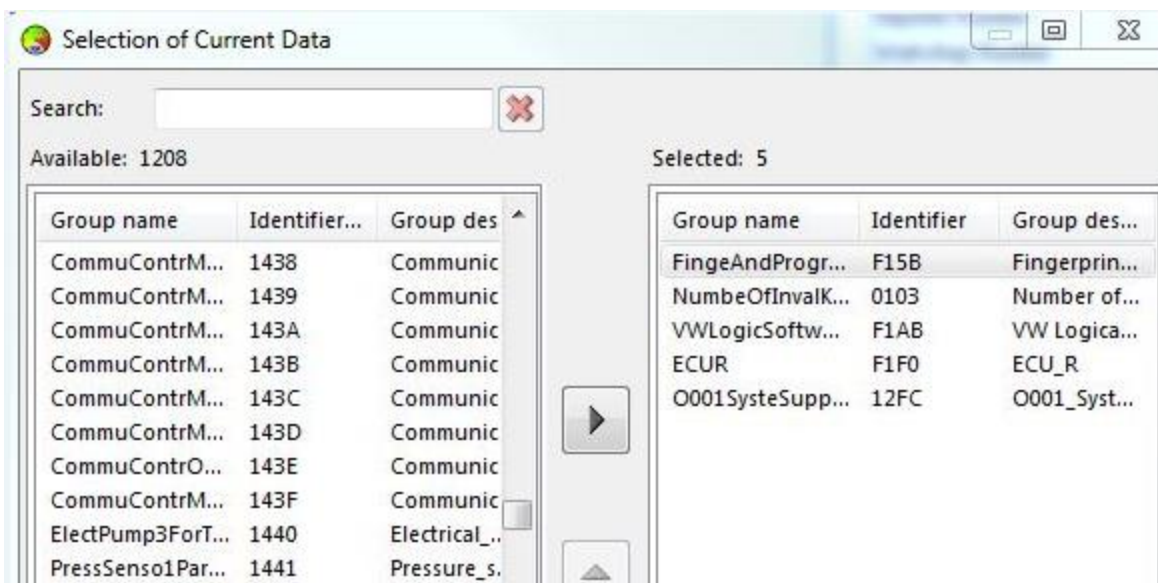 Selection of Current Data
Search:
Available: 1208
Group name Identifier... Group des
CommuContrM... 1438 Communic
CommuContrM... 1439 Communic
CommuContrM... 143A Communic
CommuContrM... 143B Communic
CommuContrM... 143C Communic
CommuContrM... 143D Communic
CommuContrO... 143E Communic
CommuContrM... 143F Communic
ElectPump3ForT... 1440 Electrical_..
PressSenso1Par... 1441 Pressure_s.
Selected: 5
Group name Identifier Group des...
FingeAndProgr... F15B Fingerprin...
NumbeOfInvalK... 0103 Number of...
VWLogicSoftw... F1AB VW Logica...
ECUR F1F0 ECU_R
O001SysteSupp... 12FC O001_Syst...